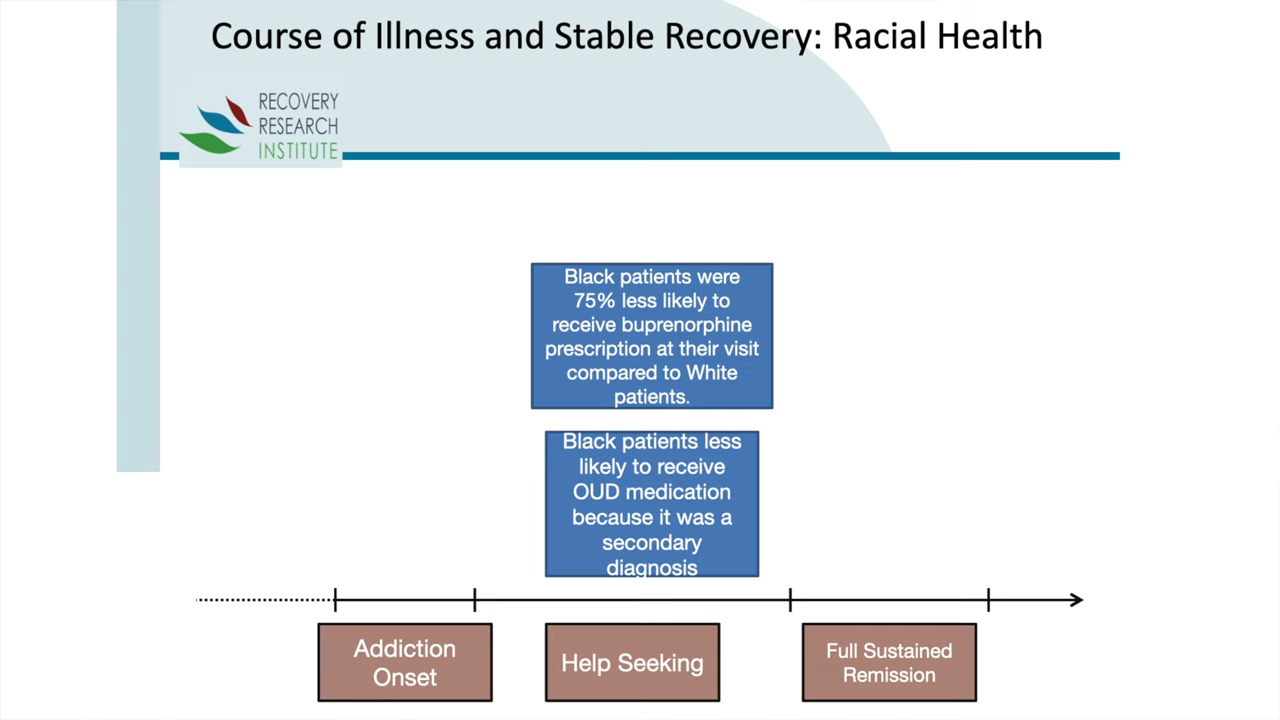 Course of Illness and Stable Recovery: Racial Health
RECOVERY
RESEARCH
INSTITUTE
Black patients were
75% less likely to
receive buprenorphine
prescription at their visit
compared to White
patients.
Black patients less
likely to receive
OUD medication
because it was a
secondary
diagnosis
Addiction
Onset
Help Seeking
Full Sustained
Remission